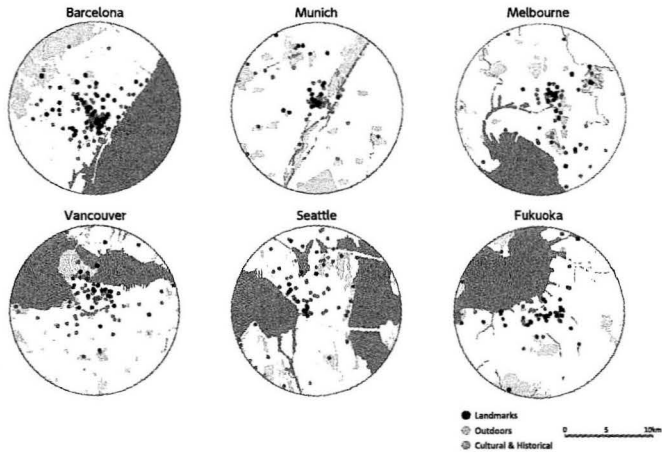 Barcelona
Munich
Melbourne
Vancouver
Seattle
Fukuoka
Landmarks
Outdoors
Cultural & Historical
0 5 10km